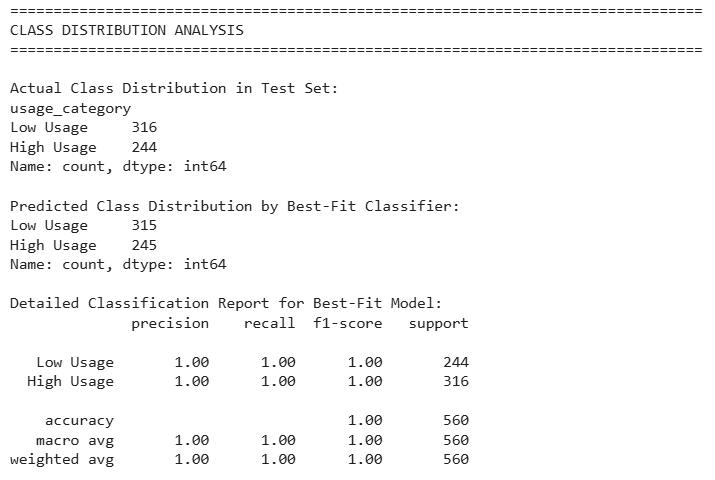 ================================================================================
CLASS DISTRIBUTION ANALYSIS
================================================================================
Actual Class Distribution in Test Set:
usage_category
Low Usage     316
High Usage    244
Name: count, dtype: int64
Predicted Class Distribution by Best-Fit Classifier:
Low Usage     315
High Usage    245
Name: count, dtype: int64
Detailed Classification Report for Best-Fit Model:
              precision    recall  f1-score   support
   Low Usage       1.00      1.00      1.00       244
  High Usage       1.00      1.00      1.00       316
    accuracy                           1.00       560
   macro avg       1.00      1.00      1.00       560
weighted avg       1.00      1.00      1.00       560